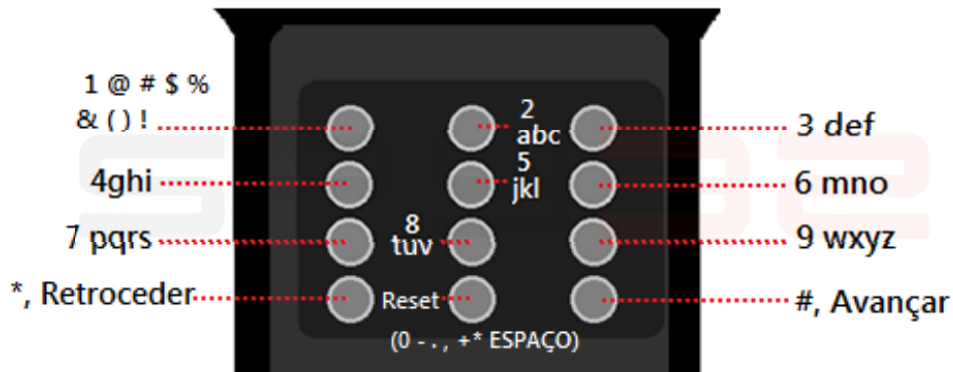 1 @ # $ %
& ( ) !
2
abc
3 def
4ghi
5
jkl
6 mno
7 pqrs
8
tuv
9 wxyz
*, Retroceder
Reset
#, Avançar
(0 - . , +* ESPAÇO)